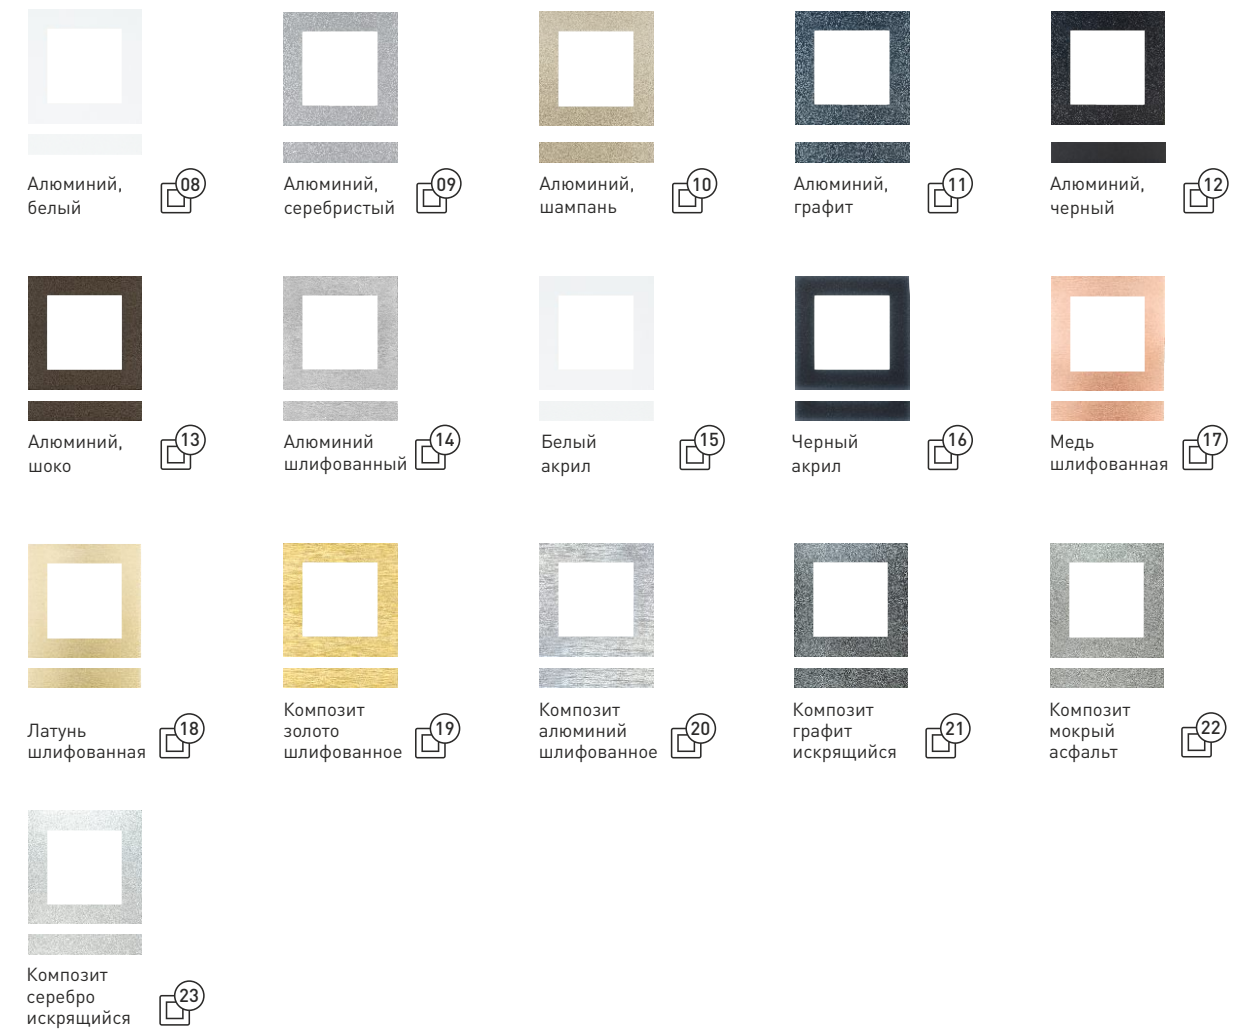 Алюминий,
белый
08
Алюминий,
серебристый
09
Алюминий,
шампань
10
Алюминий,
графит
11
Алюминий,
черный
12
Алюминий,
шоко
13
Алюминий
шлифованный
14
Белый
акрил
15
Черный
акрил
16
Медь
шлифованная
17
Латунь
шлифованная
18
Композит
золото
шлифованное
19
Композит
алюминий
шлифованное
20
Композит
графит
искрящийся
21
Композит
мокрый
асфальт
22
Композит
серебро
искрящийся
23